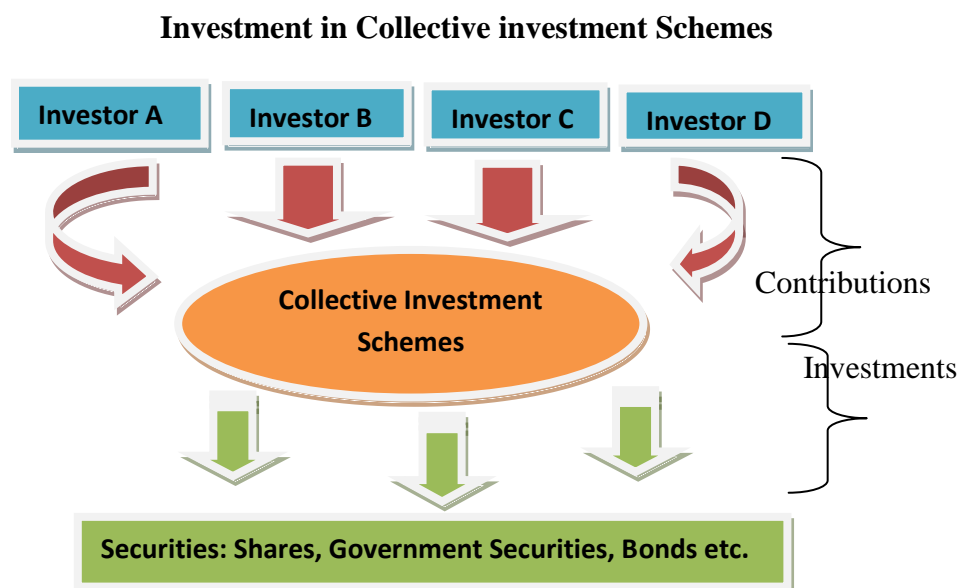 Investment in Collective investment Schemes
Investor A
Investor B
Investor C
Investor D
Contributions
Collective Investment
Schemes
Investments
Securities: Shares, Government Securities, Bonds etc.